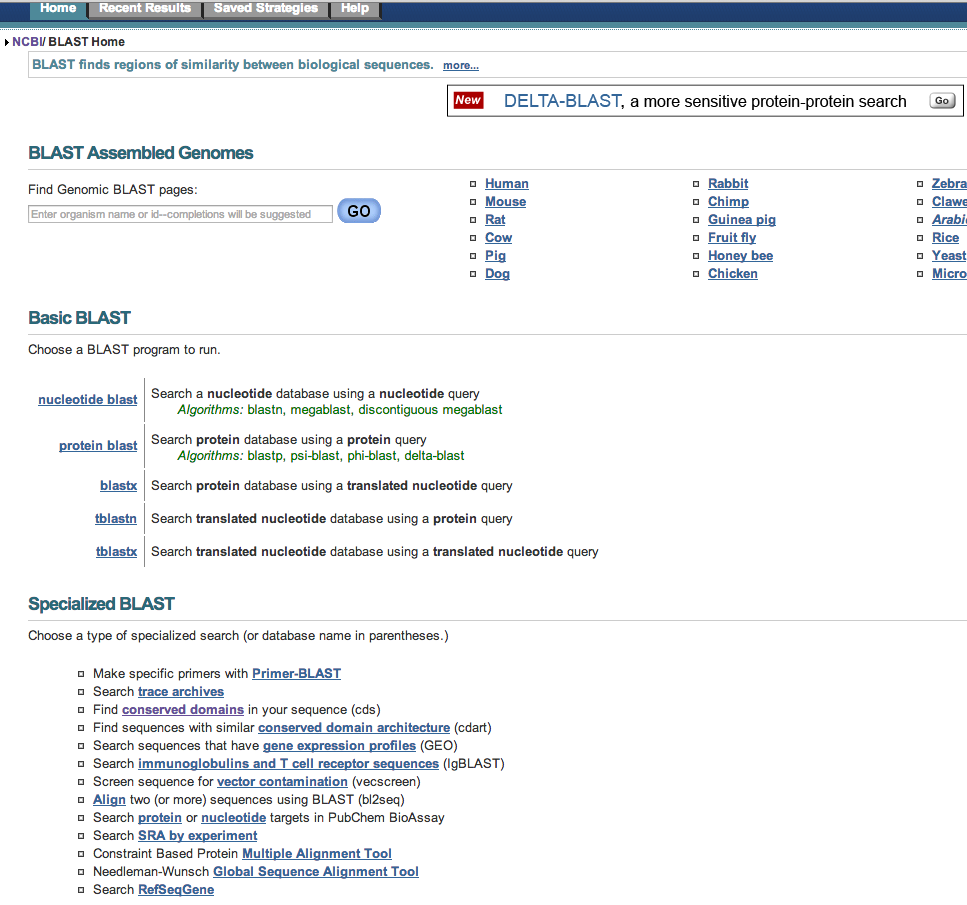 Home Recent Results Saved Strategies Help
NCBI/ BLAST Home
BLAST finds regions of similarity between biological sequences. more...
New DELTA-BLAST, a more sensitive protein-protein search Go
BLAST Assembled Genomes
Find Genomic BLAST pages:
Enter organism name or id--completions will be suggested GO
Human Rabbit Zebra
Mouse Chimp Clawe
Rat Guinea pig Arabi
Cow Fruit fly Rice
Pig Honey bee Yeast
Dog Chicken Micro
Basic BLAST
Choose a BLAST program to run.
nucleotide blast Search a nucleotide database using a nucleotide query
Algorithms: blastn, megablast, discontiguous megablast
protein blast Search protein database using a protein query
Algorithms: blastp, psi-blast, phi-blast, delta-blast
blastx Search protein database using a translated nucleotide query
tblastn Search translated nucleotide database using a protein query
tblastx Search translated nucleotide database using a translated nucleotide query
Specialized BLAST
Choose a type of specialized search (or database name in parentheses.)
Make specific primers with Primer-BLAST
Search trace archives
Find conserved domains in your sequence (cds)
Find sequences with similar conserved domain architecture (cdart)
Search sequences that have gene expression profiles (GEO)
Search immunoglobulins and T cell receptor sequences (IgBLAST)
Screen sequence for vector contamination (vecscreen)
Align two (or more) sequences using BLAST (bl2seq)
Search protein or nucleotide targets in PubChem BioAssay
Search SRA by experiment
Constraint Based Protein Multiple Alignment Tool
Needleman-Wunsch Global Sequence Alignment Tool
Search RefSeqGene